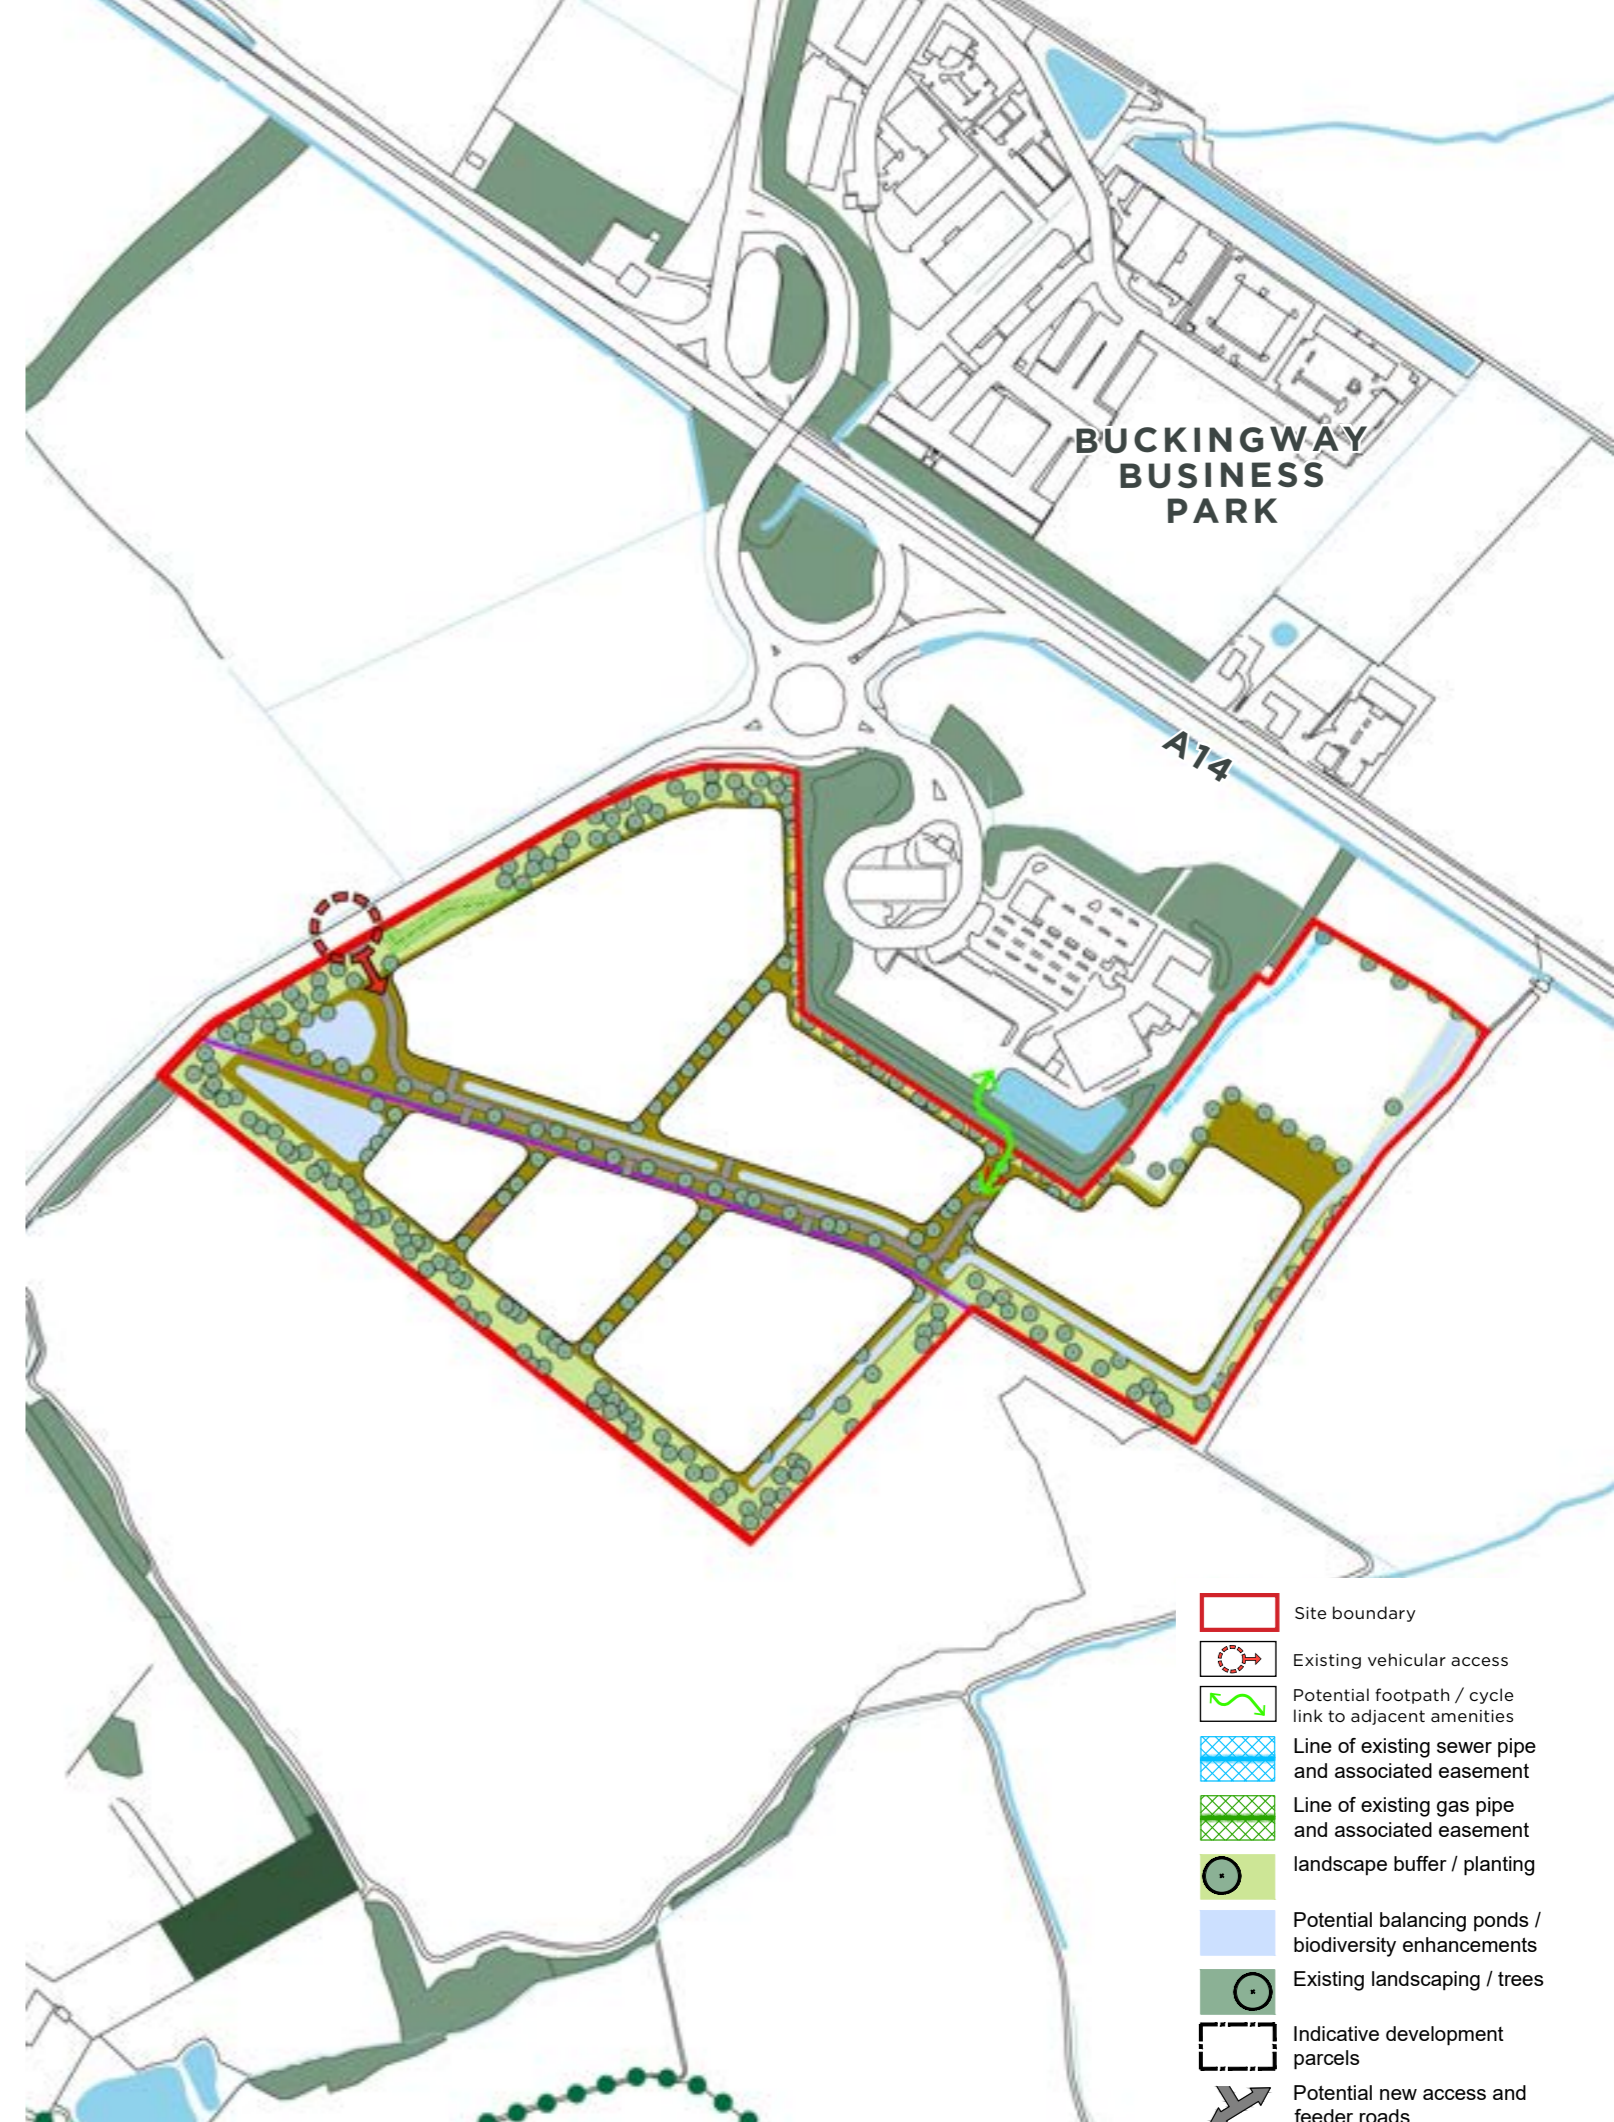 BUCKINGWAY
BUSINESS
PARK
A14
Site boundary
Existing vehicular access
Potential footpath / cycle
link to adjacent amenities
Line of existing sewer pipe
and associated easement
Line of existing gas pipe
and associated easement
landscape buffer / planting
Potential balancing ponds /
biodiversity enhancements
Existing landscaping / trees
Indicative development
parcels
Potential new access and
feeder roads